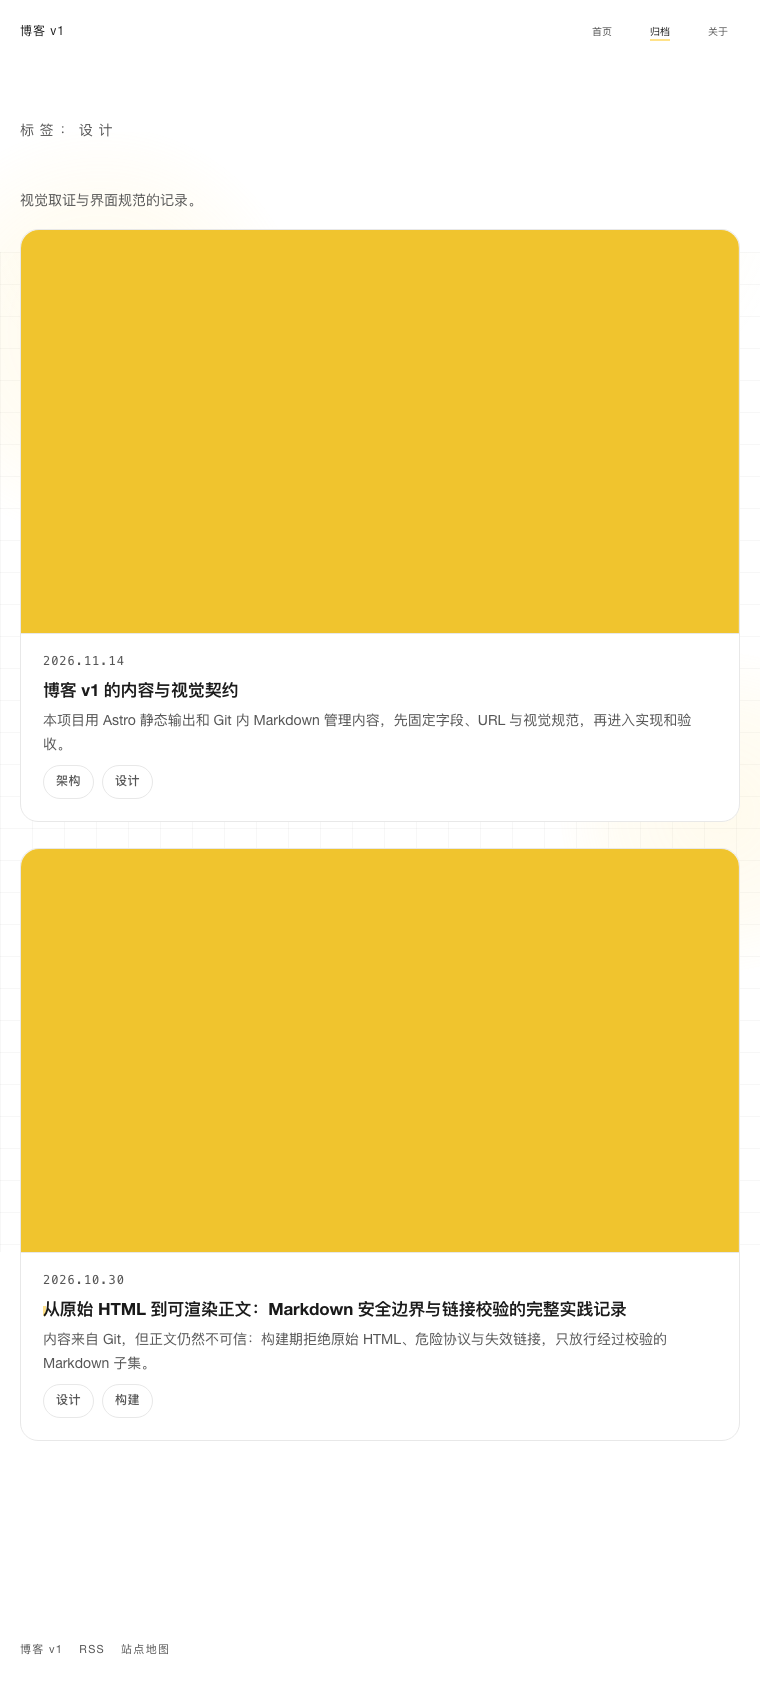 博客 v1
首页
归档
关于
标签：设计
视觉取证与界面规范的记录。
2026.11.14
博客 v1 的内容与视觉契约
本项目用 Astro 静态输出和 Git 内 Markdown 管理内容，先固定字段、URL 与视觉规范，再进入实现和验
收。
架构
设计
2026.10.30
从原始 HTML 到可渲染正文：Markdown 安全边界与链接校验的完整实践记录
内容来自 Git，但正文仍然不可信：构建期拒绝原始 HTML、危险协议与失效链接，只放行经过校验的
Markdown 子集。
设计
构建
博客 v1
RSS
站点地图